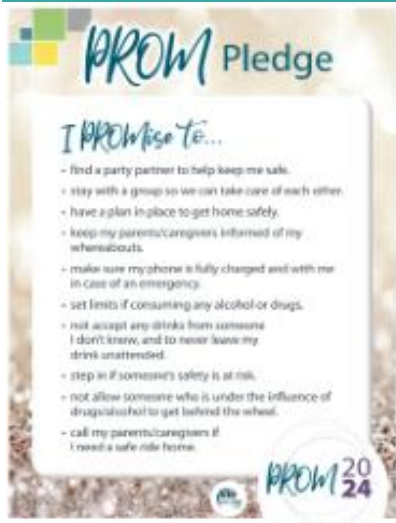 PROM Pledge
I PROMise to...
• find a party partner to help keep me safe.
• stay with a group so we can take care of each other.
• have a plan in place to get home safely.
• keep my parents/caregivers informed of my
whereabouts.
• make sure my phone is fully charged and with me
in case of an emergency.
• set limits if consuming any alcohol or drugs.
• not accept any drinks from someone
I don't know, and to never leave my
drink unattended.
• step in if someone's safety is at risk.
• not allow someone who is under the influence of
drugs/alcohol to get behind the wheel.
• call my parents/caregivers if
I need a safe ride home.
PROM 20
24